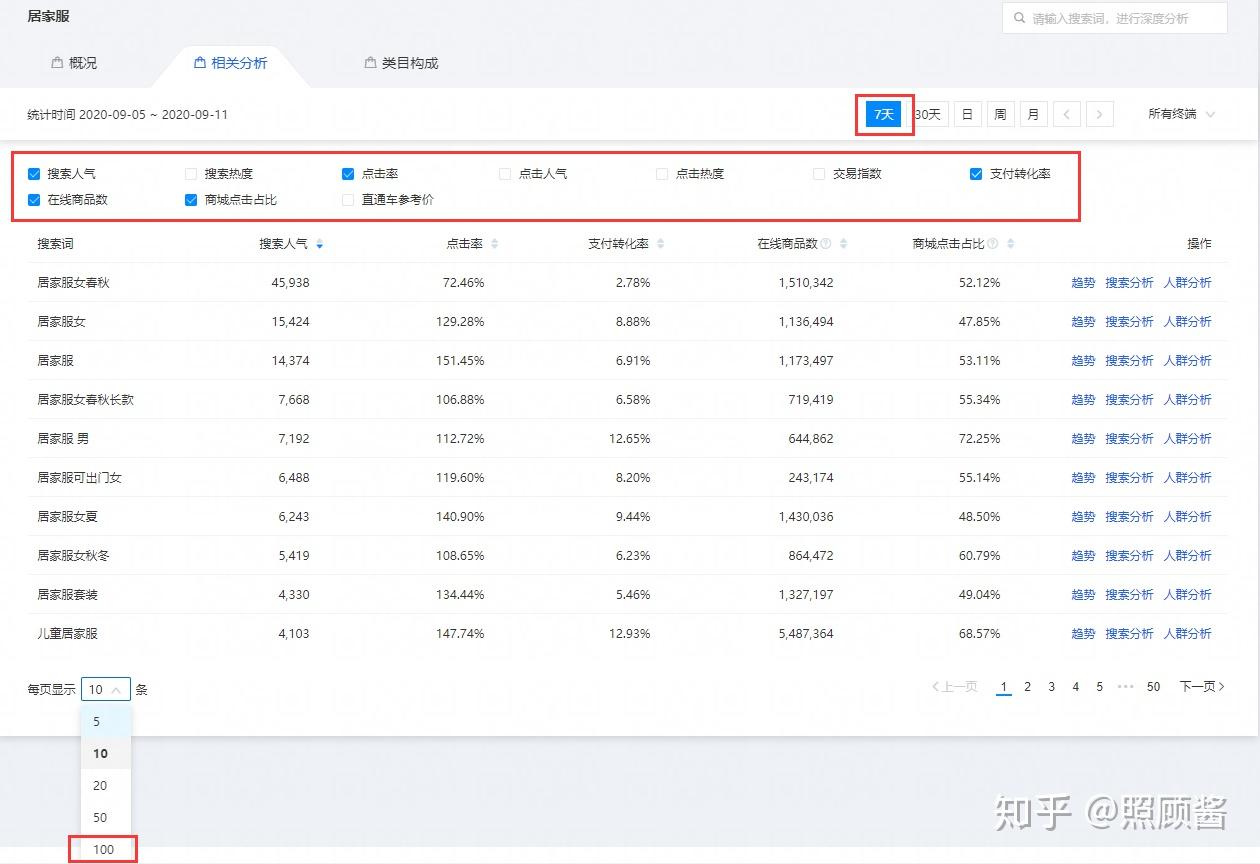 居家服
请输入搜索词，进行深度分析
概况 相关分析 类目构成
统计时间 2020-09-05 ~ 2020-09-11 7天 30天 日 周 月 所有终端
搜索人气 搜索热度 点击率 点击人气 点击热度 交易指数 支付转化率
在线商品数 商城点击占比 直通车参考价
搜索词 搜索人气 点击率 支付转化率 在线商品数 商城点击占比 操作
居家服女春秋 45,938 72.46% 2.78% 1,510,342 52.12% 趋势 搜索分析 人群分析
居家服女 15,424 129.28% 8.88% 1,136,494 47.85% 趋势 搜索分析 人群分析
居家服 14,374 151.45% 6.91% 1,173,497 53.11% 趋势 搜索分析 人群分析
居家服女春秋长款 7,668 106.88% 6.58% 719,419 55.34% 趋势 搜索分析 人群分析
居家服 男 7,192 112.72% 12.65% 644,862 72.25% 趋势 搜索分析 人群分析
居家服可出门女 6,488 119.60% 8.20% 243,174 55.14% 趋势 搜索分析 人群分析
居家服女夏 6,243 140.90% 9.44% 1,430,036 48.50% 趋势 搜索分析 人群分析
居家服女秋冬 5,419 108.65% 6.23% 864,472 60.79% 趋势 搜索分析 人群分析
居家服套装 4,330 134.44% 5.46% 1,327,197 49.04% 趋势 搜索分析 人群分析
儿童居家服 4,103 147.74% 12.93% 5,487,364 68.57% 趋势 搜索分析 人群分析
每页显示 10 条 上一页 1 2 3 4 5 ••• 50 下一页
5
10
20
50
100
知乎 @照顾酱